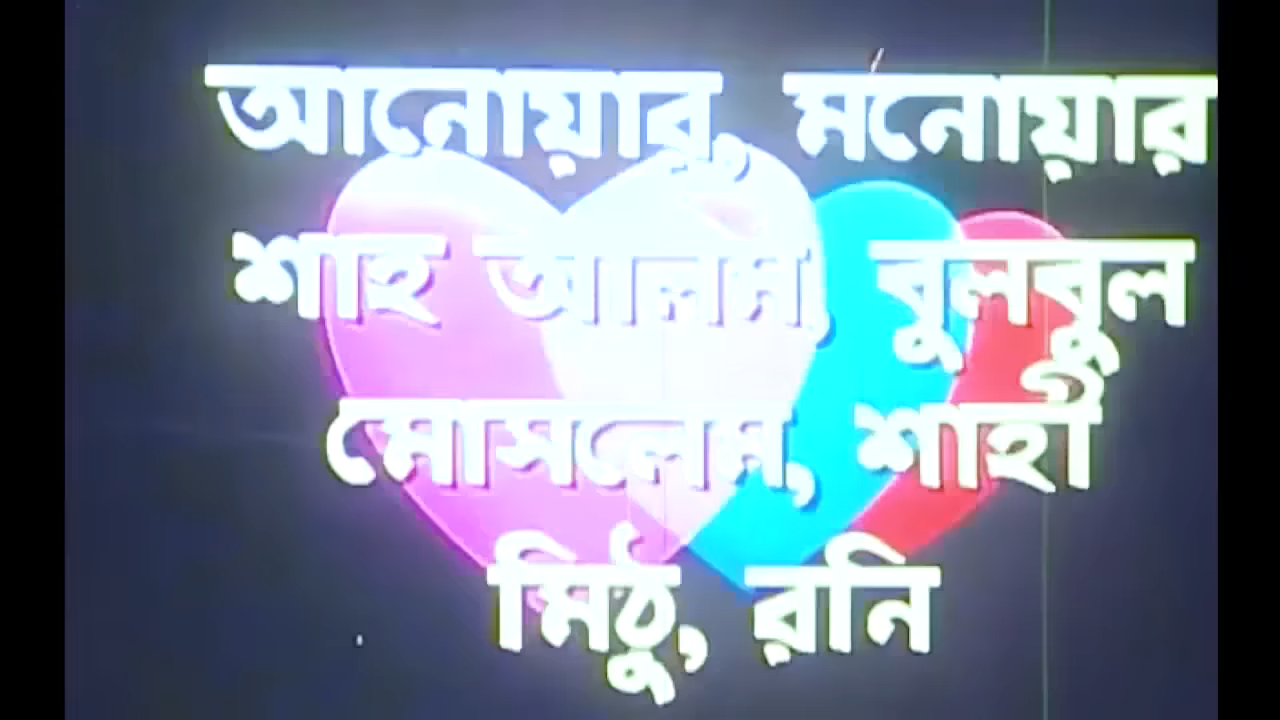 আনোয়ার, মনোয়ার
শাহ আলম, বুলবুল
মোসলেম, শাহী
মিঠু, রনি